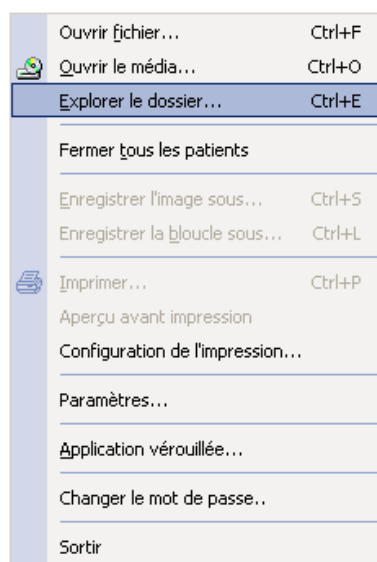 Ouvrir fichier... Ctrl+F
Ouvrir le média... Ctrl+O
Explorer le dossier... Ctrl+E
Fermer tous les patients
Enregistrer l'image sous... Ctrl+S
Enregistrer la bloucle sous... Ctrl+L
Imprimer... Ctrl+P
Aperçu avant impression
Configuration de l'impression...
Paramètres...
Application vérouillée...
Changer le mot de passe..
Sortir